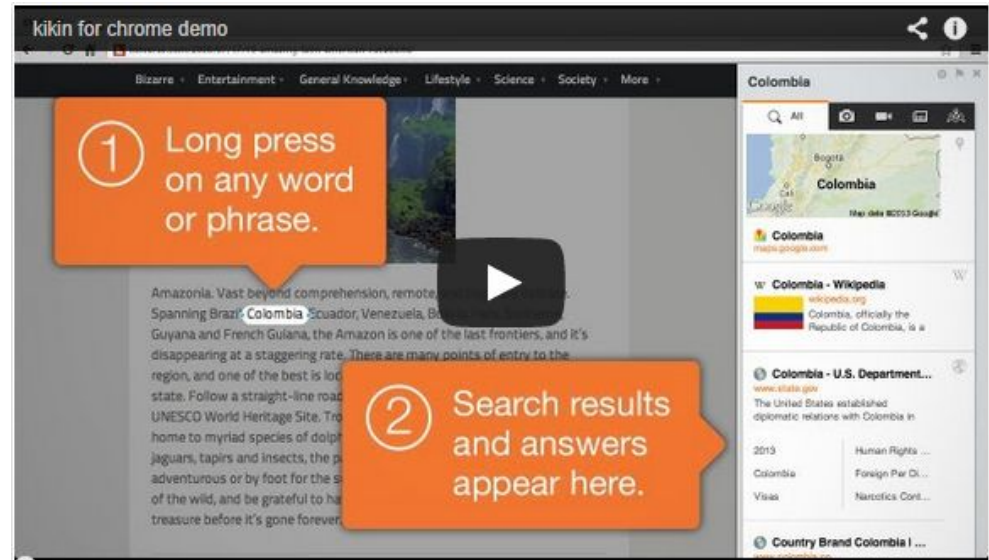 kikin for chrome demo
Bizarre Entertainment General Knowledge Lifestyle Science Society More
1
Long press
on any word
or phrase.
Amazonia. Vast beyond comprehension, remote,
Spanning Brazil Colombia Ecuador, Venezuela,
Guyana and French Guiana, the Amazon is one of the last frontiers, and it's
disappearing at a staggering rate. There are many points of entry to the
region, and one of the best is
state. Follow a straight-line road
UNESCO World Heritage Site.
home to myriad species of
jaguars, tapirs and insects, the
adventurous or by foot for the
of the wild, and be grateful to
treasure before it's gone forever.
2
Search results
and answers
appear here.
Colombia
All
Bogotá
Cali
Colombia
Google
Map data ©2013 Google
Colombia
maps.google.com
W
W Colombia - Wikipedia
wikipedia.org
Colombia, officially the
Republic of Colombia, is a
Colombia - U.S. Department...
www.state.gov
The United States established
diplomatic relations with Colombia in
2013 Human Rights ...
Colombia Foreign Per Di...
Visas Narcotics Cont...
Country Brand Colombia I ...